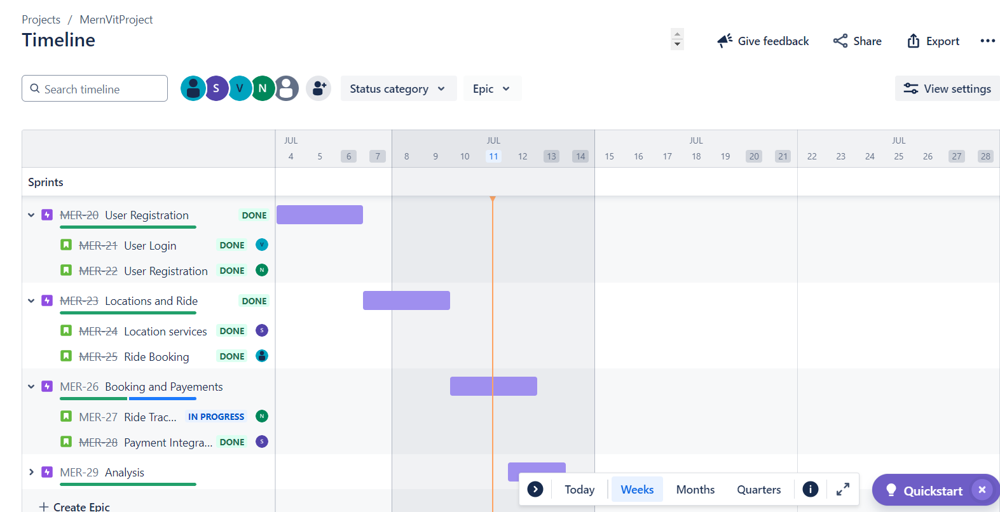 Projects / MernVitProject
Timeline
Give feedback Share Export
Search timeline S V N Status category Epic View settings
JUL JUL JUL JUL
4 5 6 7 8 9 10 11 12 13 14 15 16 17 18 19 20 21 22 23 24 25 26 27 28
Sprints
MER-20 User Registration DONE
MER-21 User Login DONE V
MER-22 User Registration DONE N
MER-23 Locations and Ride DONE
MER-24 Location services DONE S
MER-25 Ride Booking DONE
MER-26 Booking and Payements
MER-27 Ride Trac... IN PROGRESS N
MER-28 Payment Integra... DONE S
MER-29 Analysis
Today Weeks Months Quarters i Quickstart
+ Create Epic